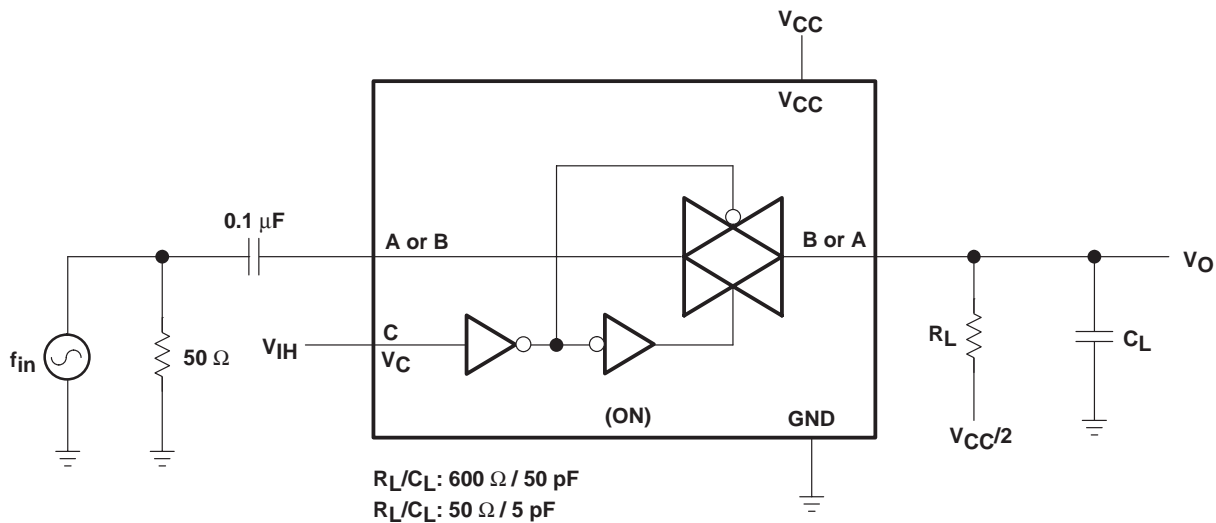 VCC
VCC
0.1 μF
A or B
B or A
VO
fin
50 Ω
VIH
C
VC
RL
CL
(ON)
GND
VCC/2
RL/CL: 600 Ω / 50 pF
RL/CL: 50 Ω / 5 pF